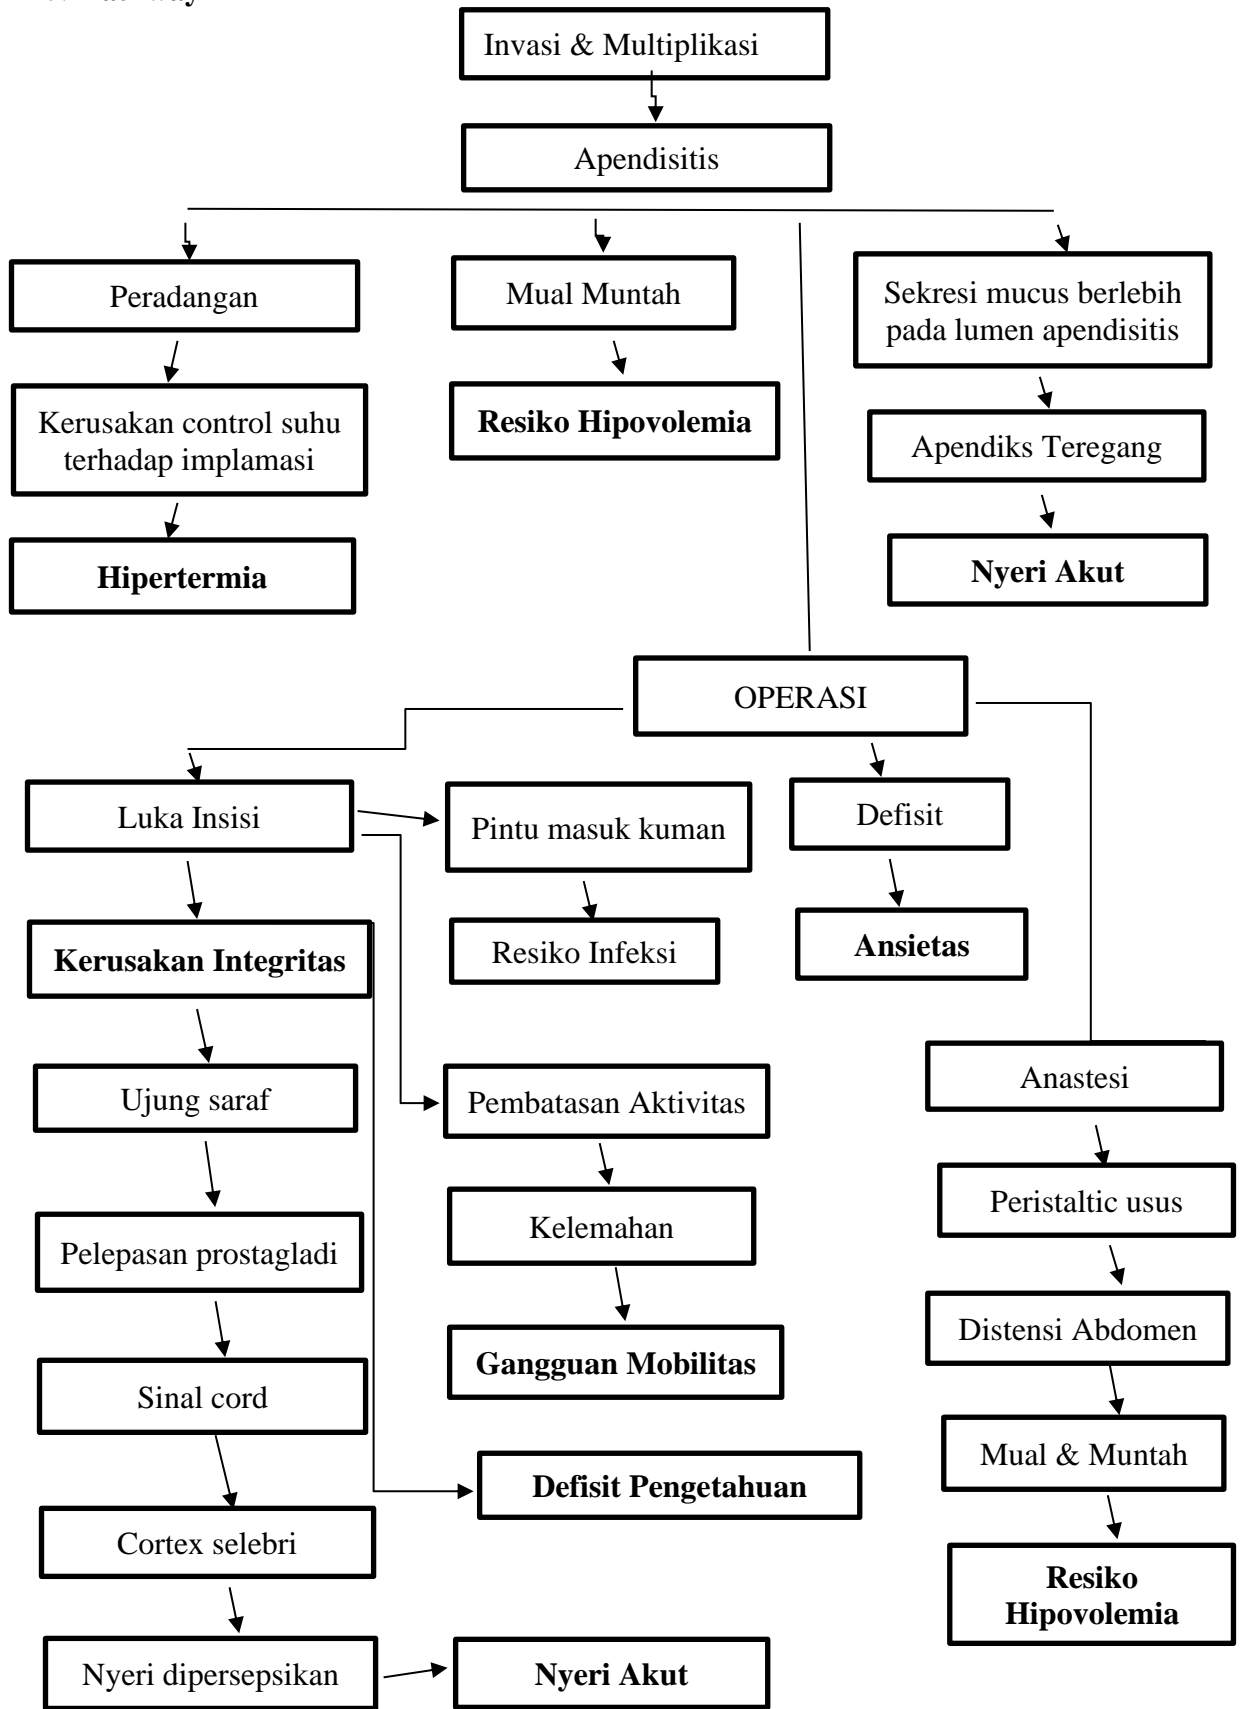 Invasi & Multiplikasi
Apendisitis
Peradangan
Mual Muntah
Sekresi mucus berlebih
pada lumen apendisitis
Kerusakan control suhu
terhadap implamasi
Resiko Hipovolemia
Apendiks Teregang
Hipertermia
Nyeri Akut
OPERASI
Luka Insisi
Pintu masuk kuman
Defisit
Kerusakan Integritas
Resiko Infeksi
Ansietas
Ujung saraf
Pembatasan Aktivitas
Anastesi
Pelepasan prostagladi
Kelemahan
Peristaltic usus
Sinal cord
Gangguan Mobilitas
Distensi Abdomen
Cortex selebri
Defisit Pengetahuan
Mual & Muntah
Nyeri dipersepsikan
Nyeri Akut
Resiko
Hipovolemia